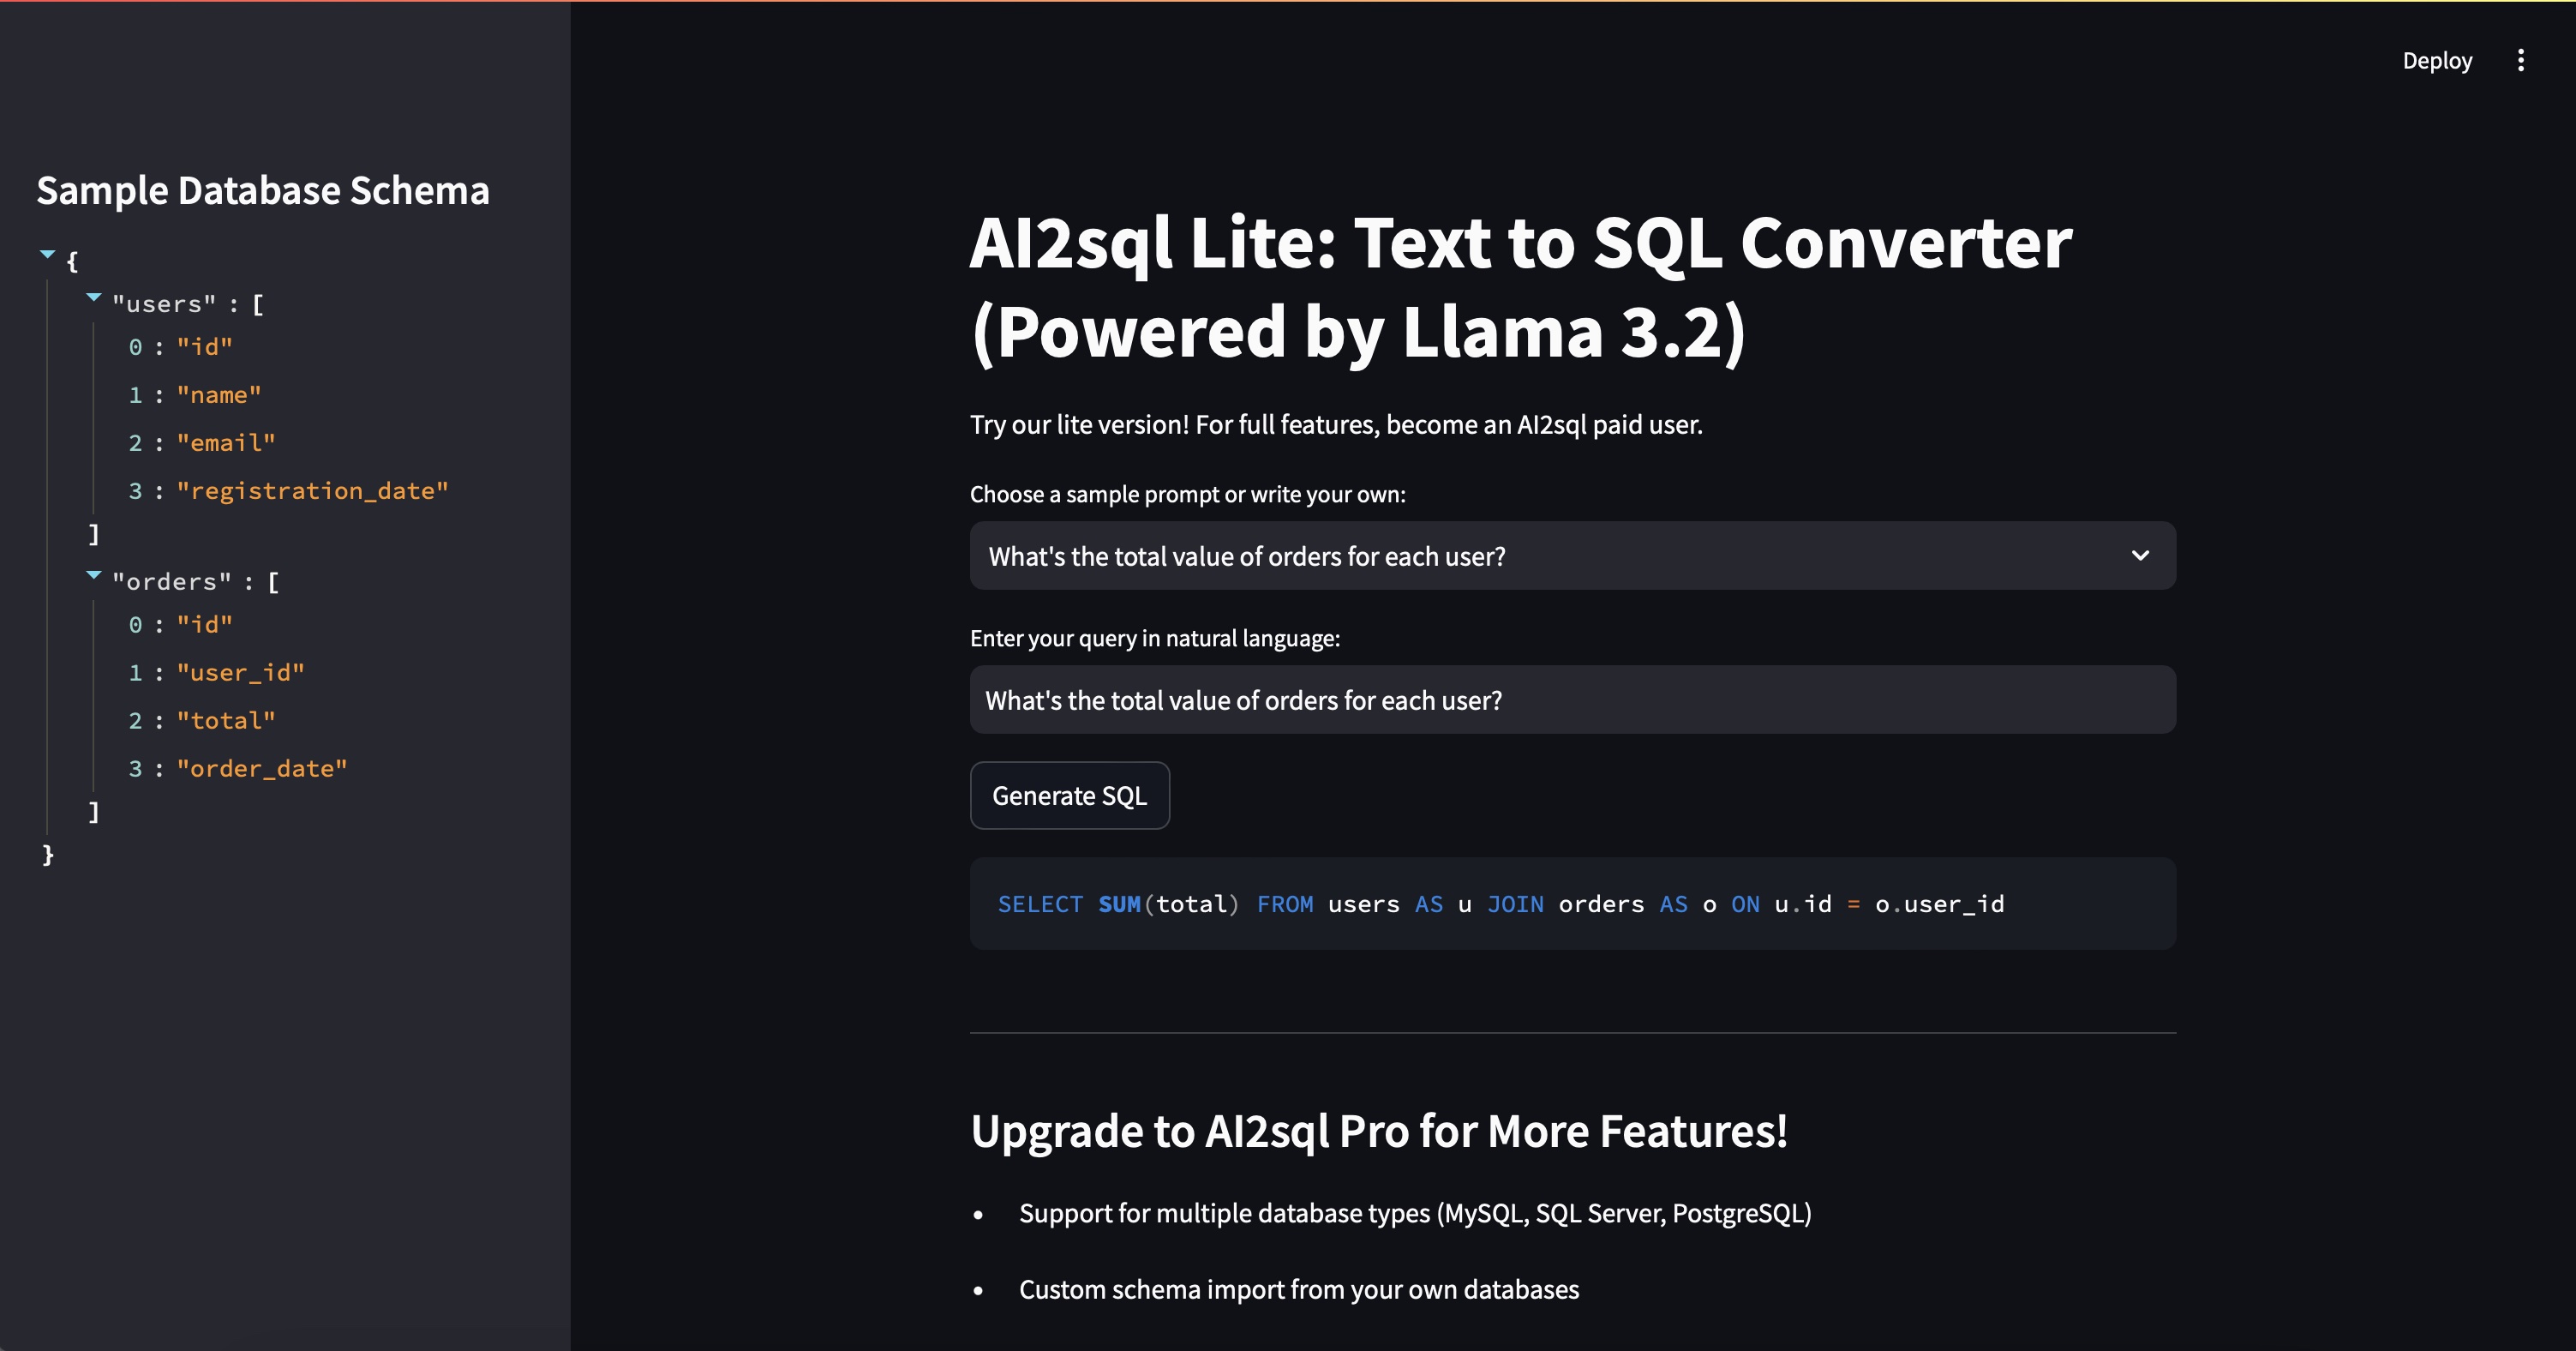 Deploy
Sample Database Schema
{
"users" : [
0 : "id"
1 : "name"
2 : "email"
3 : "registration_date"
]
"orders" : [
0 : "id"
1 : "user_id"
2 : "total"
3 : "order_date"
]
}
AI2sql Lite: Text to SQL Converter
(Powered by Llama 3.2)
Try our lite version! For full features, become an AI2sql paid user.
Choose a sample prompt or write your own:
What's the total value of orders for each user?
Enter your query in natural language:
What's the total value of orders for each user?
Generate SQL
SELECT SUM(total) FROM users AS u JOIN orders AS o ON u.id = o.user_id
Upgrade to AI2sql Pro for More Features!
• Support for multiple database types (MySQL, SQL Server, PostgreSQL)
• Custom schema import from your own databases